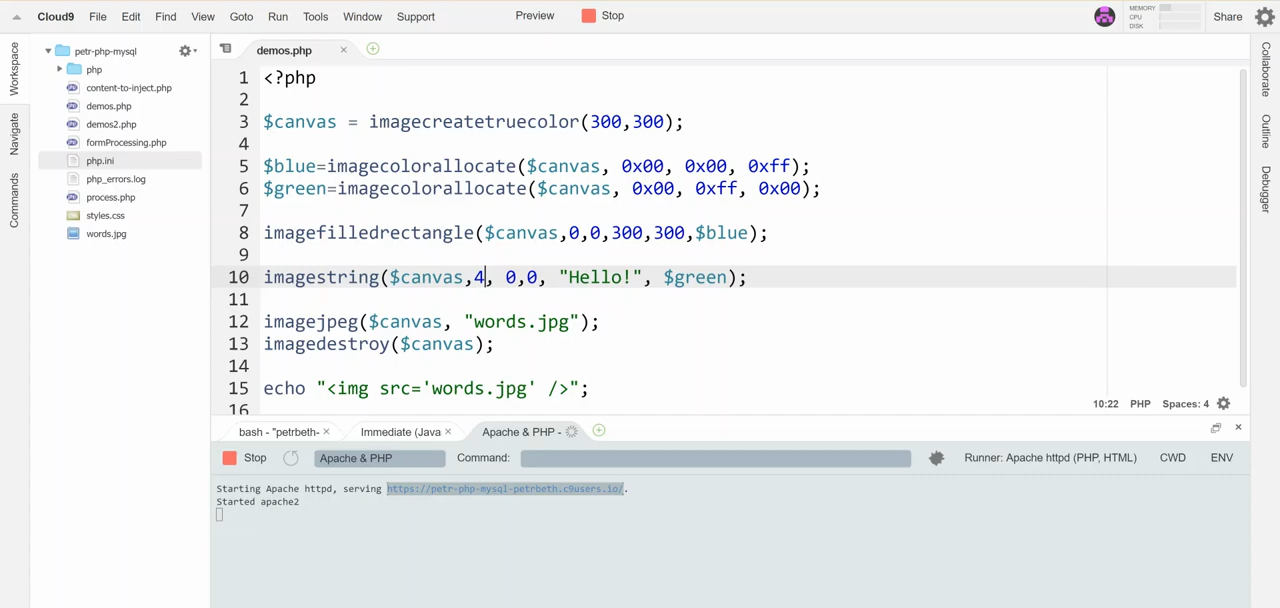 Cloud9 File Edit Find View Goto Run Tools Window Support Preview Stop MEMORY CPU DISK Share
Workspace
Navigate
Commands
petr-php-mysql
php
content-to-inject.php
demos.php
demos2.php
formProcessing.php
php.ini
php_errors.log
process.php
styles.css
words.jpg
demos.php
1 <?php
2
3 $canvas = imagecreatetruecolor(300,300);
4
5 $blue=imagecolorallocate($canvas, 0x00, 0x00, 0xff);
6 $green=imagecolorallocate($canvas, 0x00, 0xff, 0x00);
7
8 imagefilledrectangle($canvas,0,0,300,300,$blue);
9
10 imagestring($canvas,4, 0,0, "Hello!", $green);
11
12 imagejpeg($canvas, "words.jpg");
13 imagedestroy($canvas);
14
15 echo "<img src='words.jpg' />";
16
10:22 PHP Spaces: 4
bash - "petrbeth- Immediate (Java Apache & PHP -
Stop Apache & PHP Command: Runner: Apache httpd (PHP, HTML) CWD ENV
Starting Apache httpd, serving https://petr-php-mysql-petrbeth.c9users.io/.
Started apache2
Collaborate
Outline
Debugger